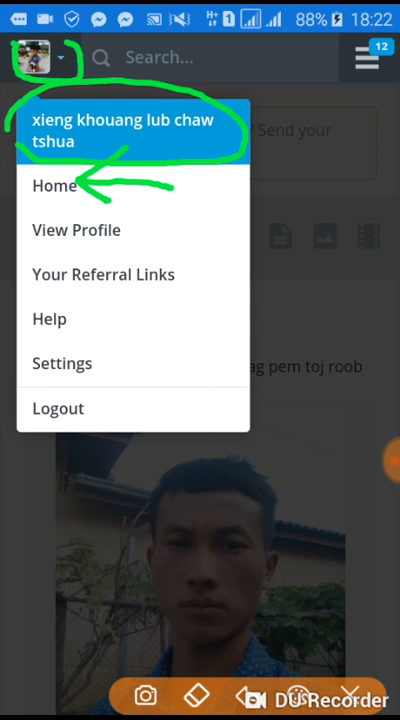 88% 18:22
Search...
12
xieng khouang lub chaw
tshua
? Send your
Home
View Profile
Your Referral Links
Help
Settings
ag pem toj roob
Logout
DU Recorder